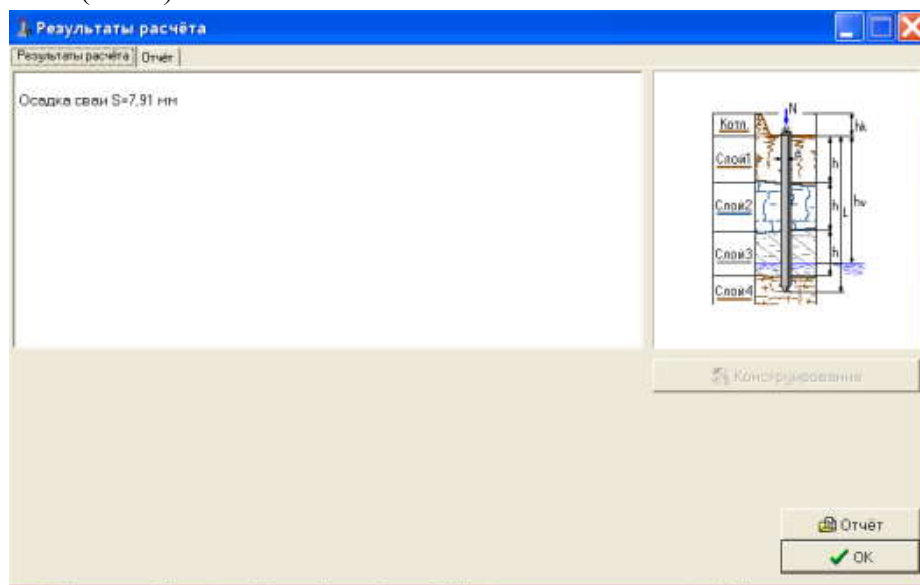 Результаты расчёта
Результаты расчёта Отчёт
Осадка сваи S=7,91 мм
N
Котл. hk
Слой1 h
Слой2 h L hv
Слой3 h
Слой4
Конструирование
Отчёт
OK